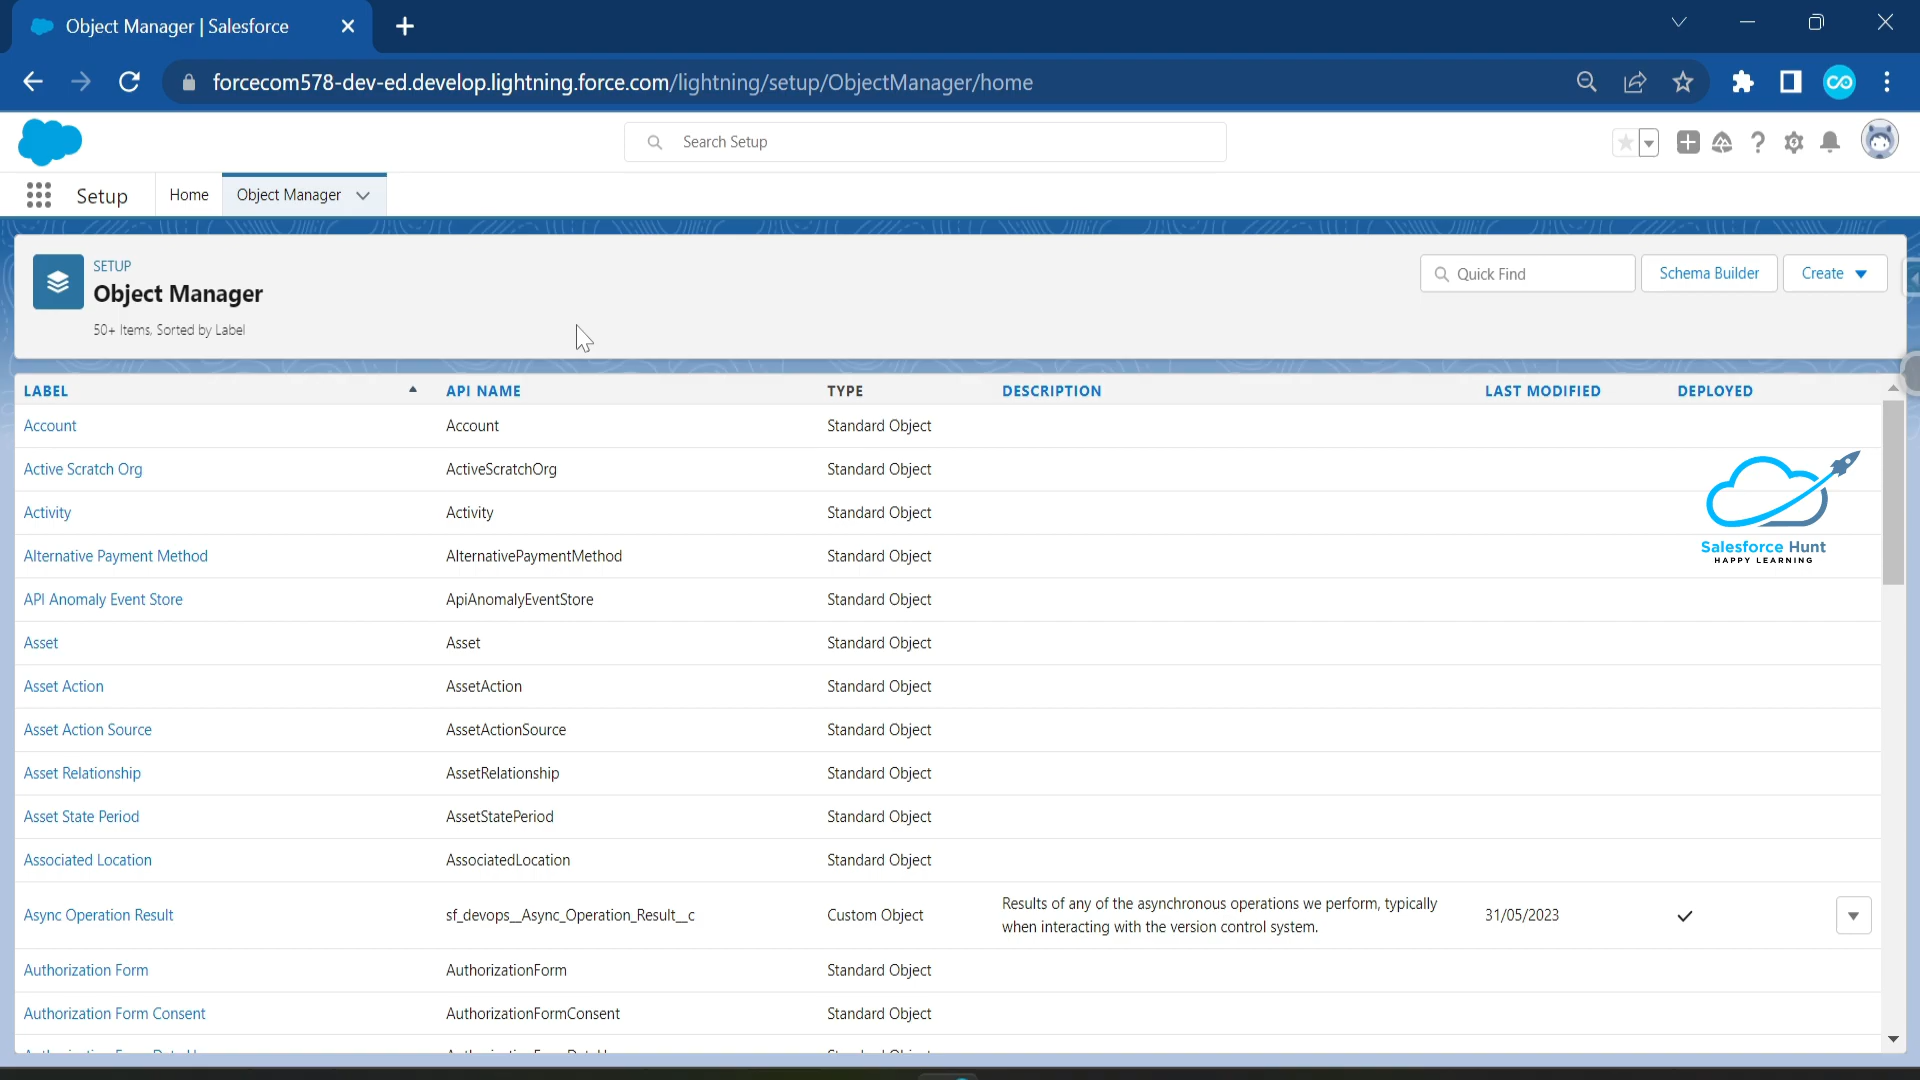 Object Manager | Salesforce
forcecom578-dev-ed.develop.lightning.force.com/lightning/setup/ObjectManager/home
Search Setup
Setup
Home
Object Manager
SETUP
Object Manager
50+ Items, Sorted by Label
Quick Find
Schema Builder
Create
LABEL API NAME TYPE DESCRIPTION LAST MODIFIED DEPLOYED
Account Account Standard Object
Active Scratch Org ActiveScratchOrg Standard Object
Activity Activity Standard Object
Alternative Payment Method AlternativePaymentMethod Standard Object
API Anomaly Event Store ApiAnomalyEventStore Standard Object
Asset Asset Standard Object
Asset Action AssetAction Standard Object
Asset Action Source AssetActionSource Standard Object
Asset Relationship AssetRelationship Standard Object
Asset State Period AssetStatePeriod Standard Object
Associated Location AssociatedLocation Standard Object
Async Operation Result sf_devops__Async_Operation_Result__c Custom Object Results of any of the asynchronous operations we perform, typically
when interacting with the version control system. 31/05/2023
Authorization Form AuthorizationForm Standard Object
Authorization Form Consent AuthorizationFormConsent Standard Object
Salesforce Hunt
HAPPY LEARNING